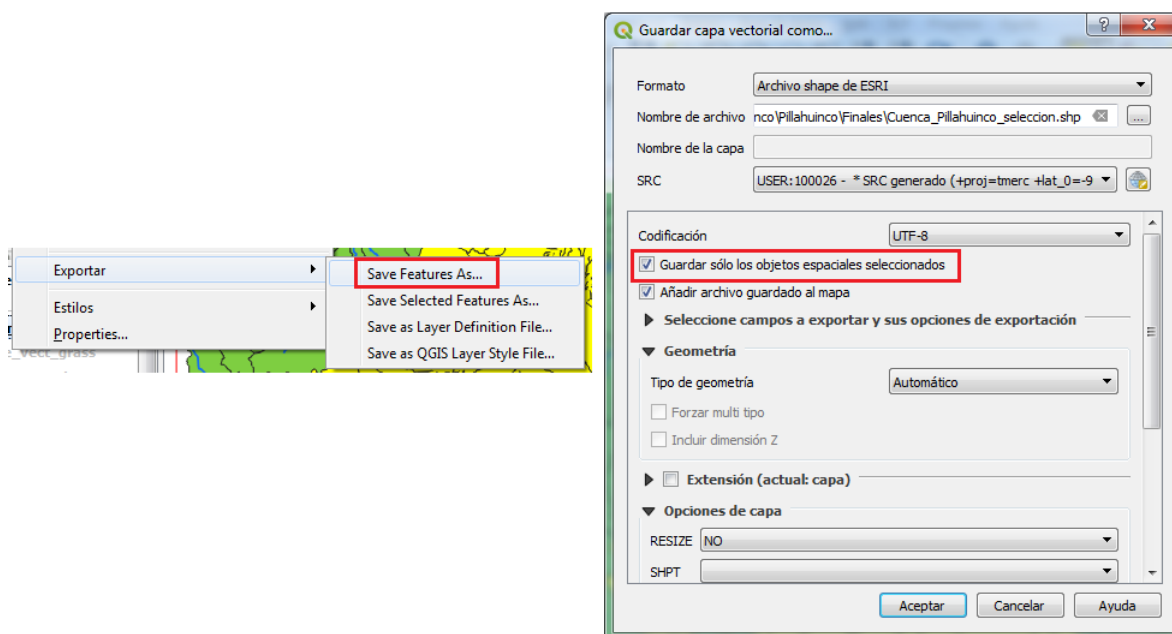 Exportar
Estilos
Properties...
e_vect_grass
Save Features As...
Save Selected Features As...
Save as Layer Definition File...
Save as QGIS Layer Style File...
Guardar capa vectorial como...
Formato Archivo shape de ESRI
Nombre de archivo nco\Pillahuinco\Finales\Cuenca_Pillahuinco_seleccion.shp ...
Nombre de la capa
SRC USER:100026 - * SRC generado (+proj=tmerc +lat_0=-9
Codificación UTF-8
Guardar sólo los objetos espaciales seleccionados
Añadir archivo guardado al mapa
Seleccione campos a exportar y sus opciones de exportación
Geometría
Tipo de geometría Automático
Forzar multi tipo
Incluir dimensión Z
Extensión (actual: capa)
Opciones de capa
RESIZE NO
SHPT
Aceptar Cancelar Ayuda